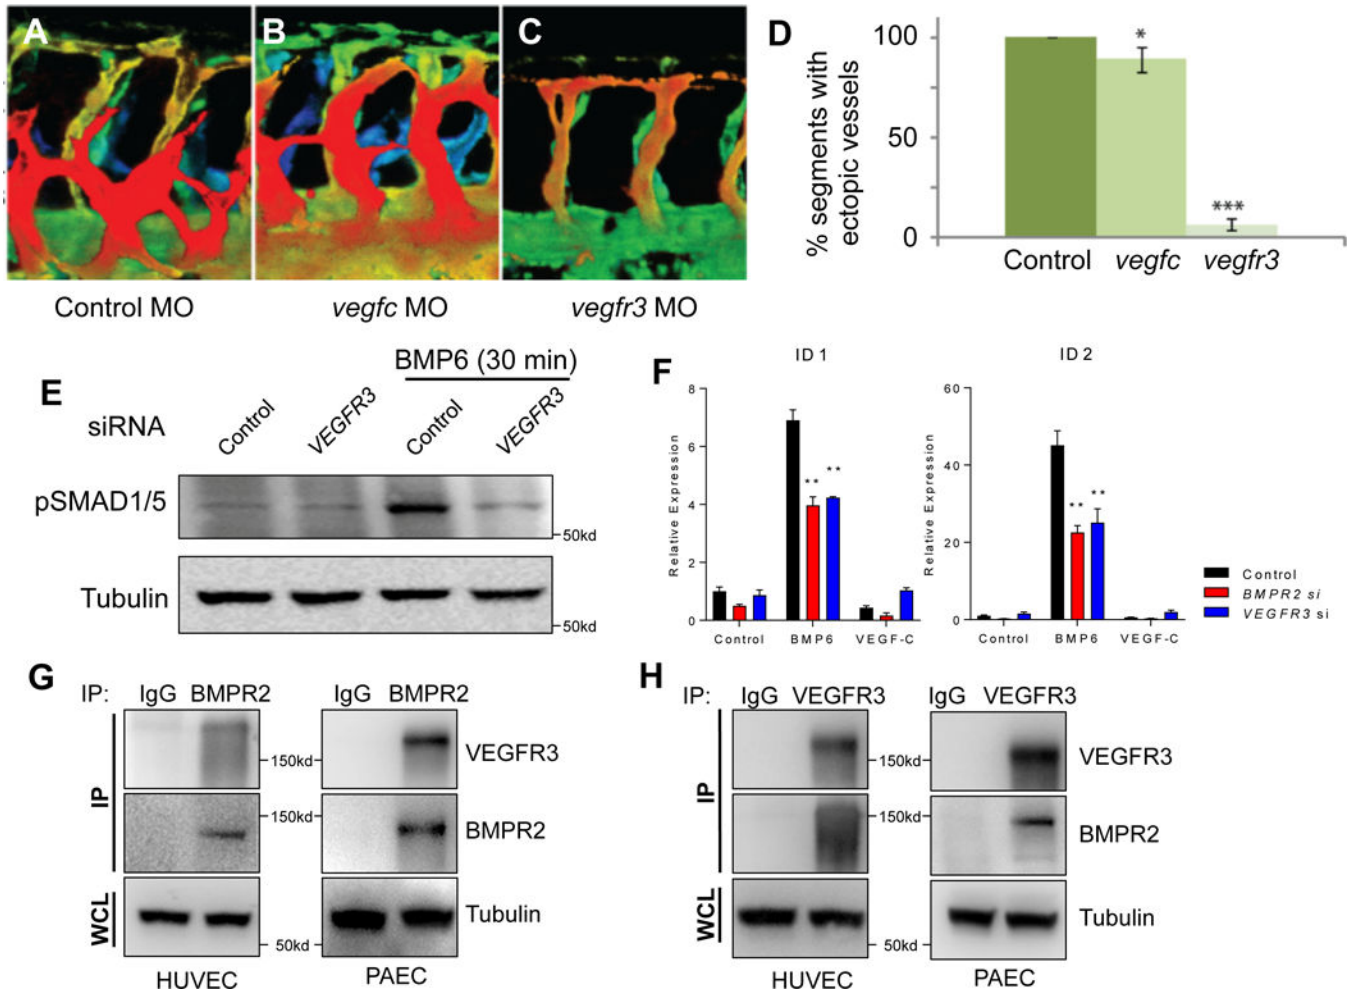 A
B
C
Control MO
vegfc MO
vegfr3 MO
D
% segments with
ectopic vessels
100
50
0
*
***
Control vegfc vegfr3
E
BMP6 (30 min)
siRNA
Control
VEGFR3
Control
VEGFR3
pSMAD1/5
50kd
Tubulin
50kd
F
ID 1
Relative Expression
8
6
4
2
0
**
**
Control BMP6 VEGF-C
ID 2
Relative Expression
60
40
20
0
**
**
Control BMP6 VEGF-C
Control
BMPR2 si
VEGFR3 si
G
IP: IgG BMPR2 IgG BMPR2
IP
150kd
VEGFR3
150kd
BMPR2
WCL
Tubulin
50kd
HUVEC PAEC
H
IP: IgG VEGFR3 IgG VEGFR3
IP
150kd
VEGFR3
150kd
BMPR2
WCL
Tubulin
50kd
HUVEC PAEC